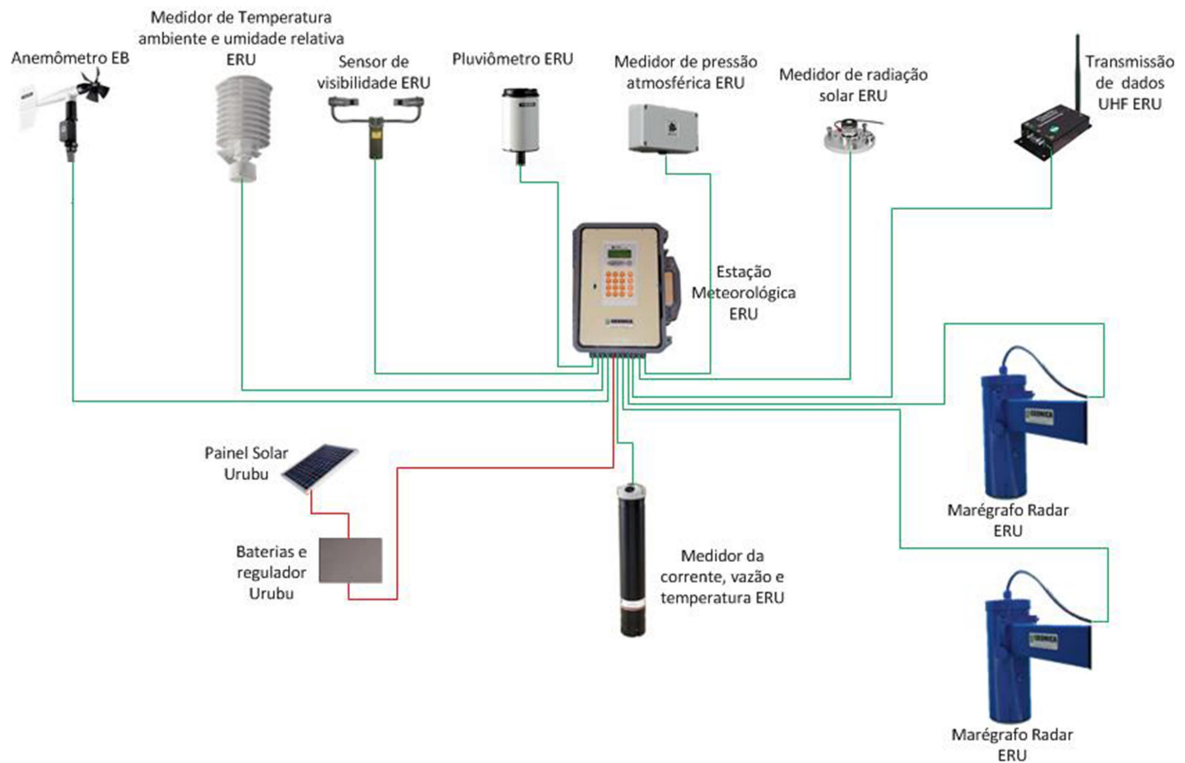 Anemômetro EB
Medidor de Temperatura
ambiente e umidade relativa
ERU
Sensor de
visibilidade ERU
Pluviômetro ERU
Medidor de pressão
atmosférica ERU
Medidor de radiação
solar ERU
Transmissão
de dados
UHF ERU
Estação
Meteorológica
ERU
Painel Solar
Urubu
Baterias e
regulador
Urubu
Medidor da
corrente, vazão e
temperatura ERU
GEONICA
Marégrafo Radar
ERU
GEONICA
Marégrafo Radar
ERU